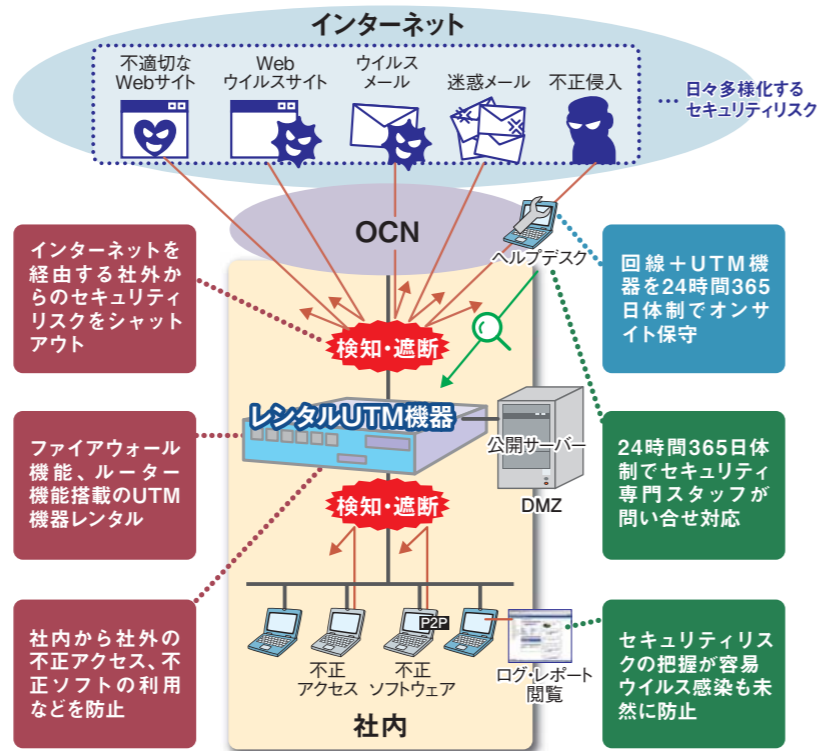 インターネット
不適切な
Webサイト
Web
ウイルスサイト
ウイルス
メール
迷惑メール
不正侵入
…日々多様化する
セキュリティリスク
OCN
ヘルプデスク
インターネットを
経由する社外か
らのセキュリティ
リスクをシャット
アウト
回線＋UTM機
器を24時間365
日体制でオンサ
イト保守
検知・遮断
レンタルUTM機器
公開サーバー
DMZ
ファイアウォール
機能、ルーター
機能搭載のUTM
機器レンタル
24時間365日体
制でセキュリティ
専門スタッフが
問い合せ対応
検知・遮断
P2P
不正
アクセス
不正
ソフトウェア
ログ・レポート
閲覧
社内
社内から社外の
不正アクセス、不
正ソフトの利用
などを防止
セキュリティリス
クの把握が容易
ウイルス感染も未
然に防止